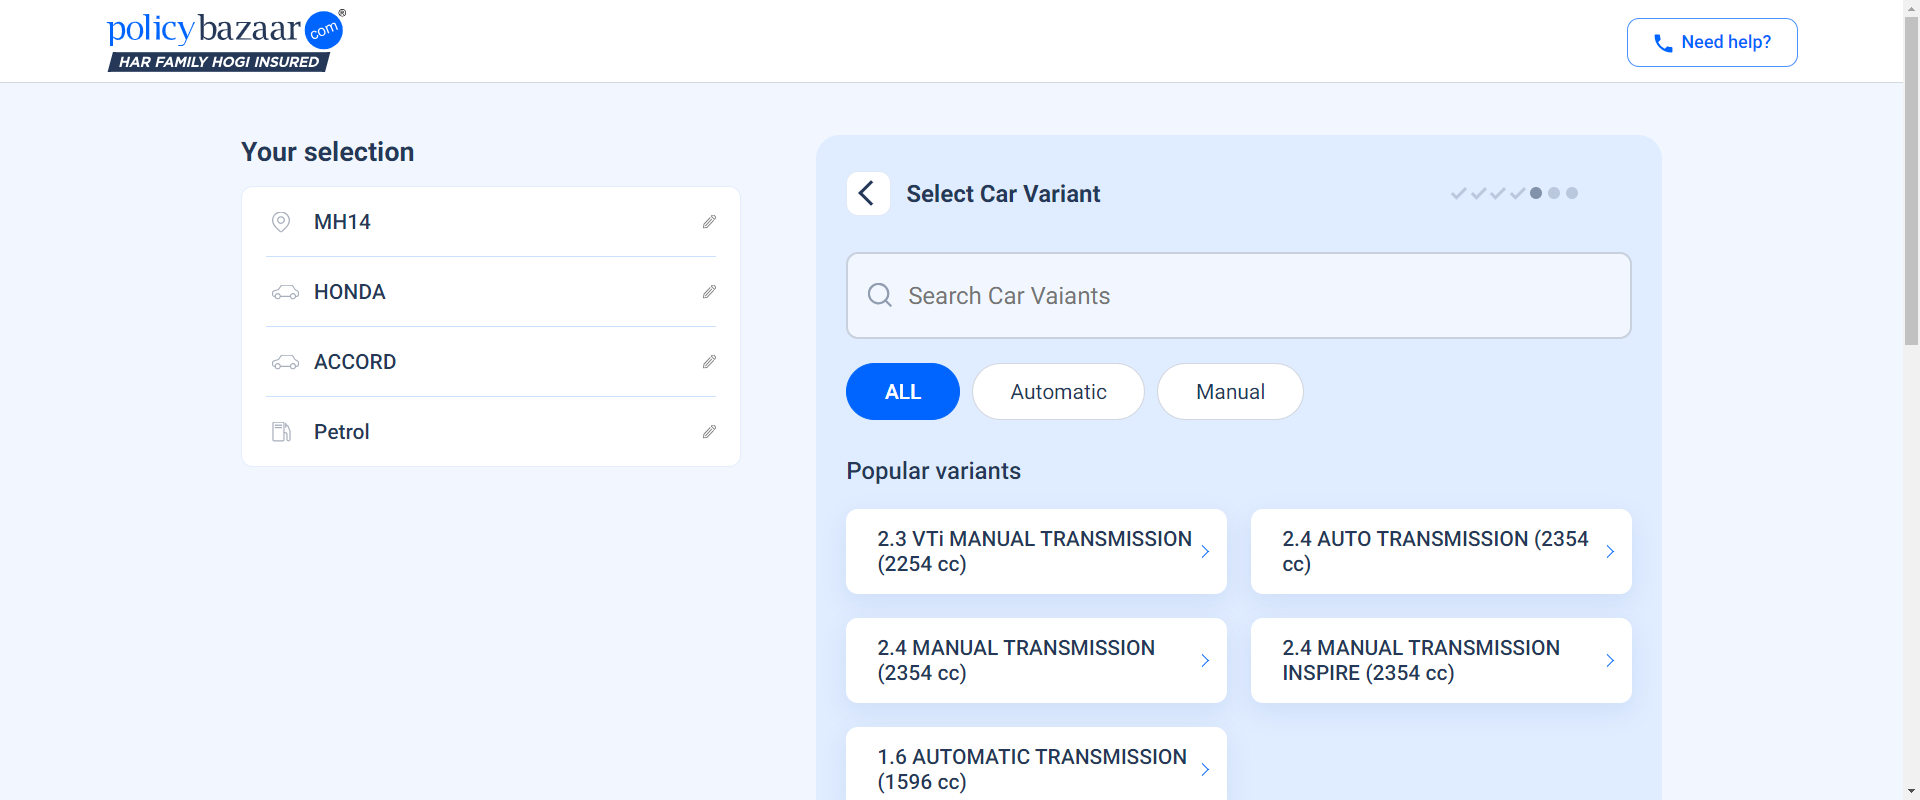 policybazaar com ®
HAR FAMILY HOGI INSURED
Need help?
Your selection
MH14
HONDA
ACCORD
Petrol
Select Car Variant
Search Car Vaiants
ALL
Automatic
Manual
Popular variants
2.3 VTi MANUAL TRANSMISSION
(2254 cc)
2.4 AUTO TRANSMISSION (2354
cc)
2.4 MANUAL TRANSMISSION
(2354 cc)
2.4 MANUAL TRANSMISSION
INSPIRE (2354 cc)
1.6 AUTOMATIC TRANSMISSION
(1596 cc)